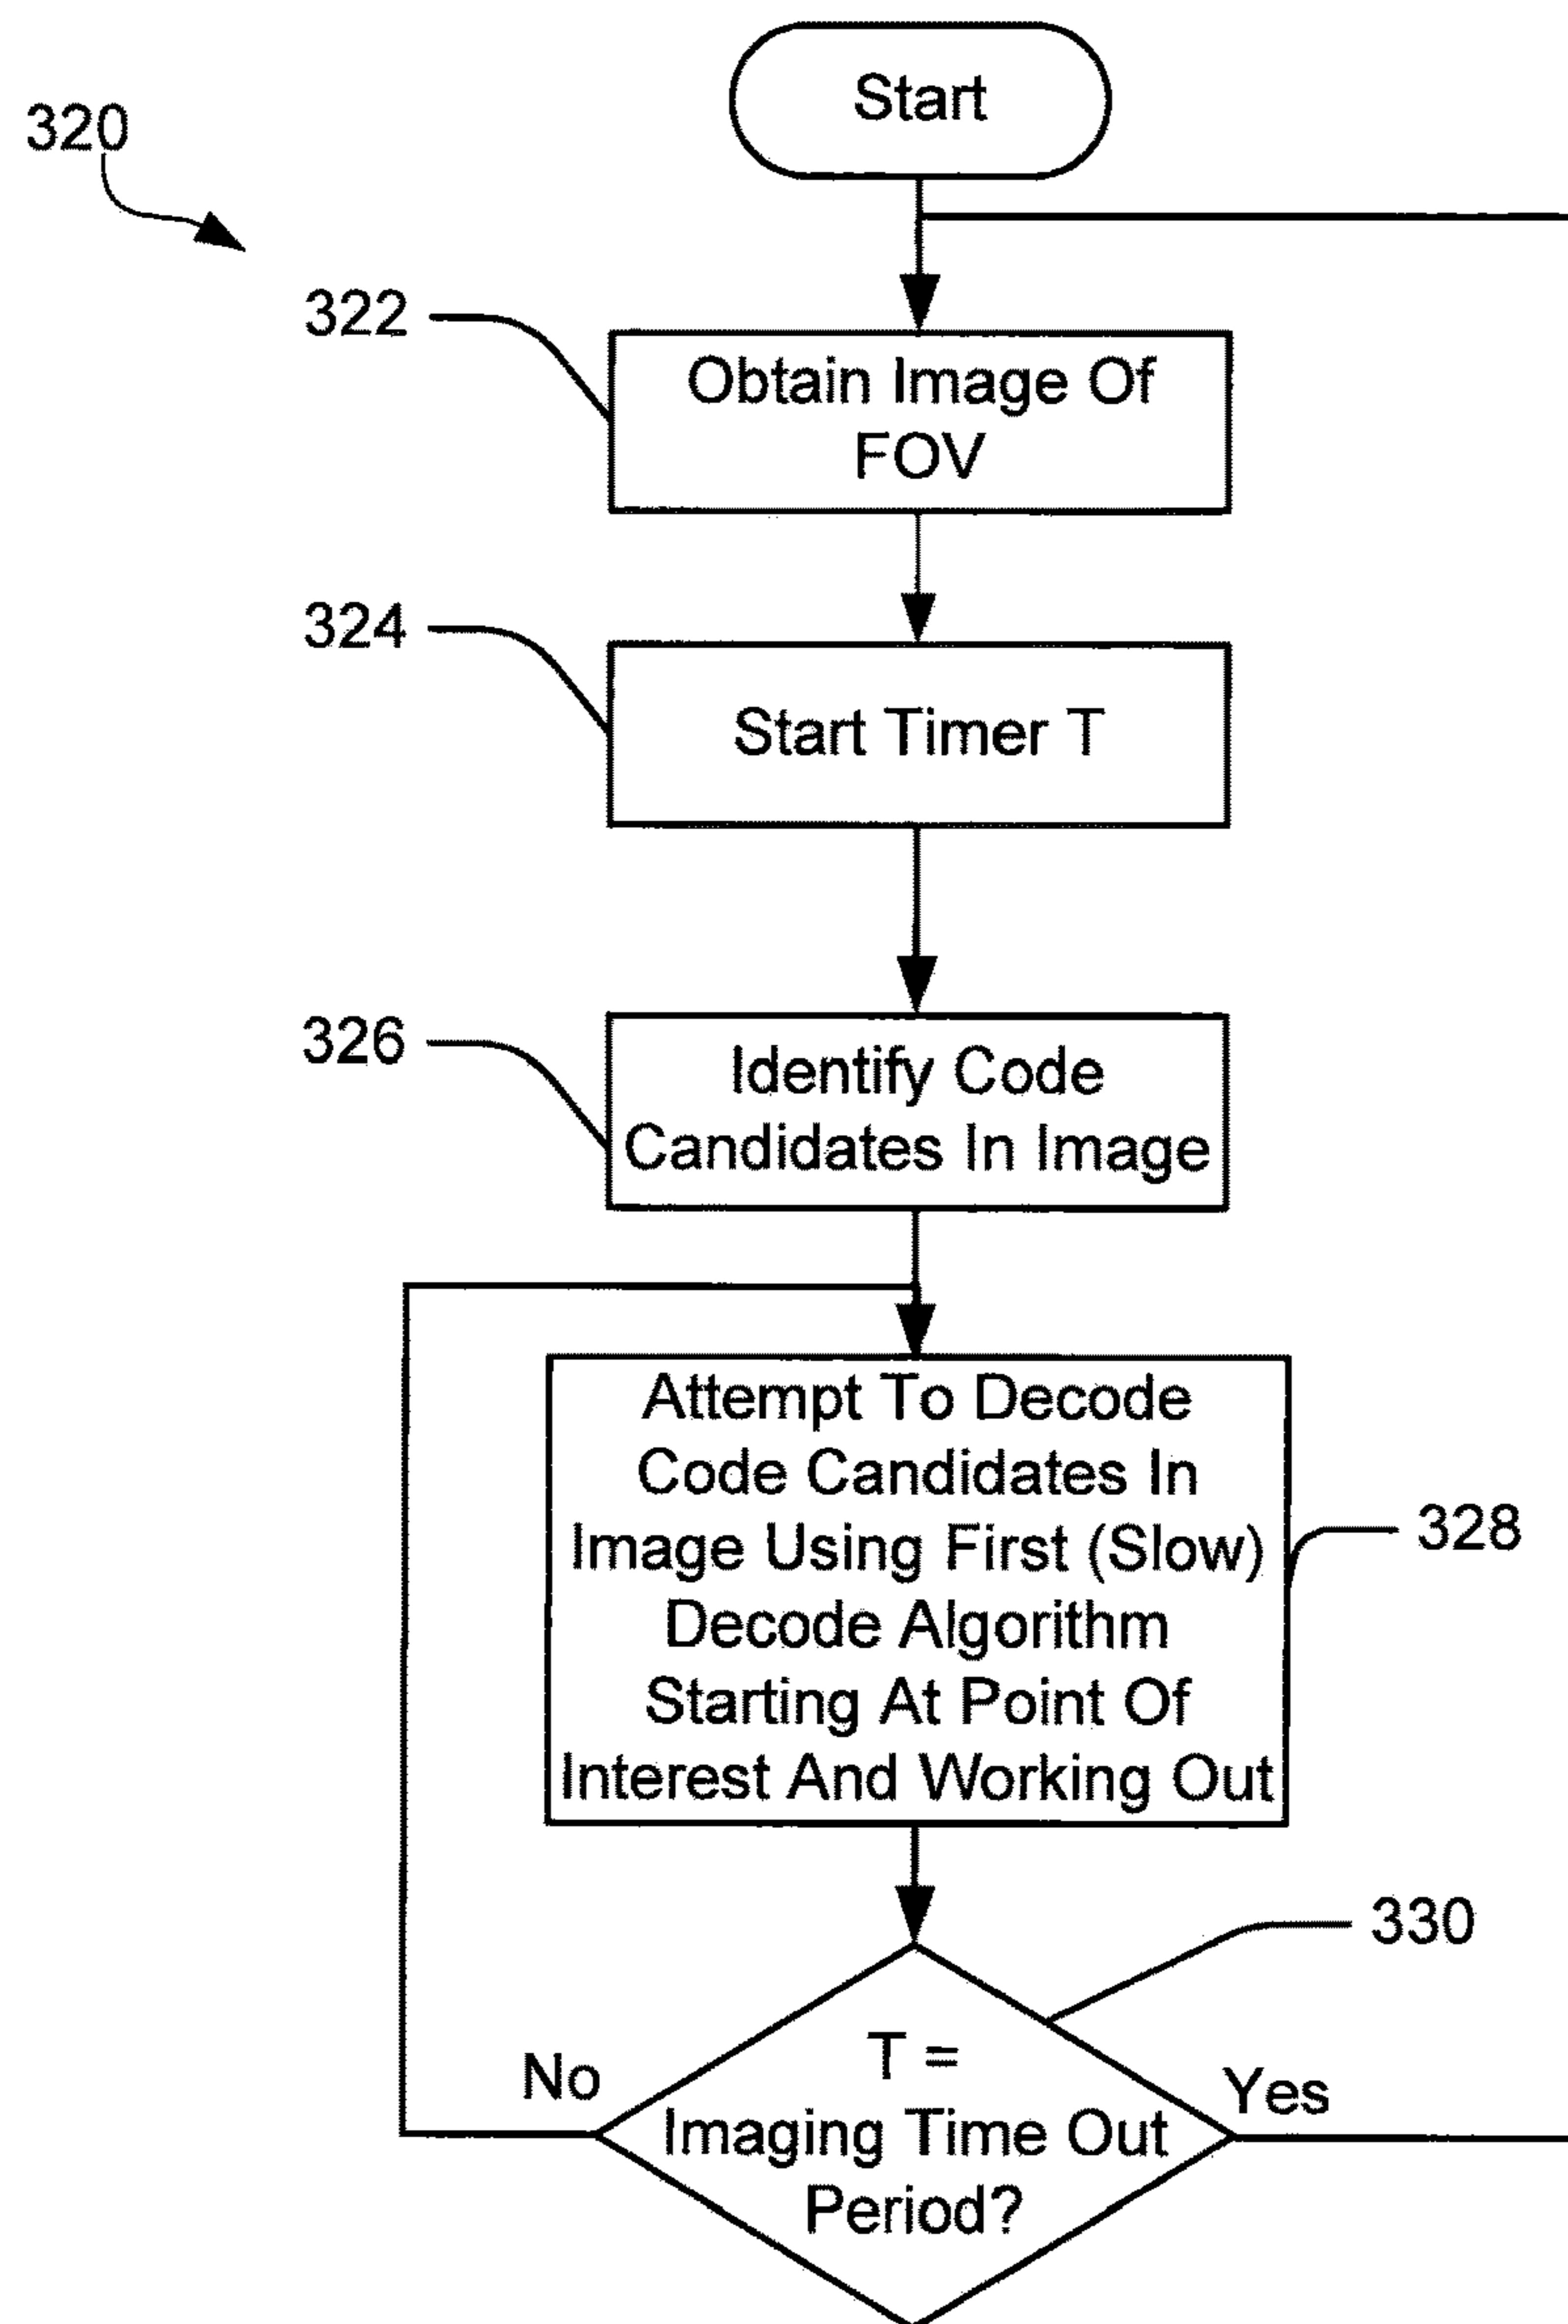 Start
320
322
Obtain Image Of
FOV
324
Start Timer T
326
Identify Code
Candidates In Image
Attempt To Decode
Code Candidates In
Image Using First (Slow)
Decode Algorithm
Starting At Point Of
Interest And Working Out
328
330
T =
Imaging Time Out
Period?
No
Yes